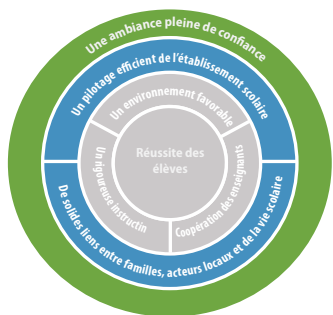 Une ambiance pleine de confiance
Un pilotage efficient de l'établissement scolaire
Un environnement favorable
Réussite des
élèves
Un rigoureuse instructin
Coopération des enseignants
De solides liens entre familles, acteurs locaux et de la vie scolaire